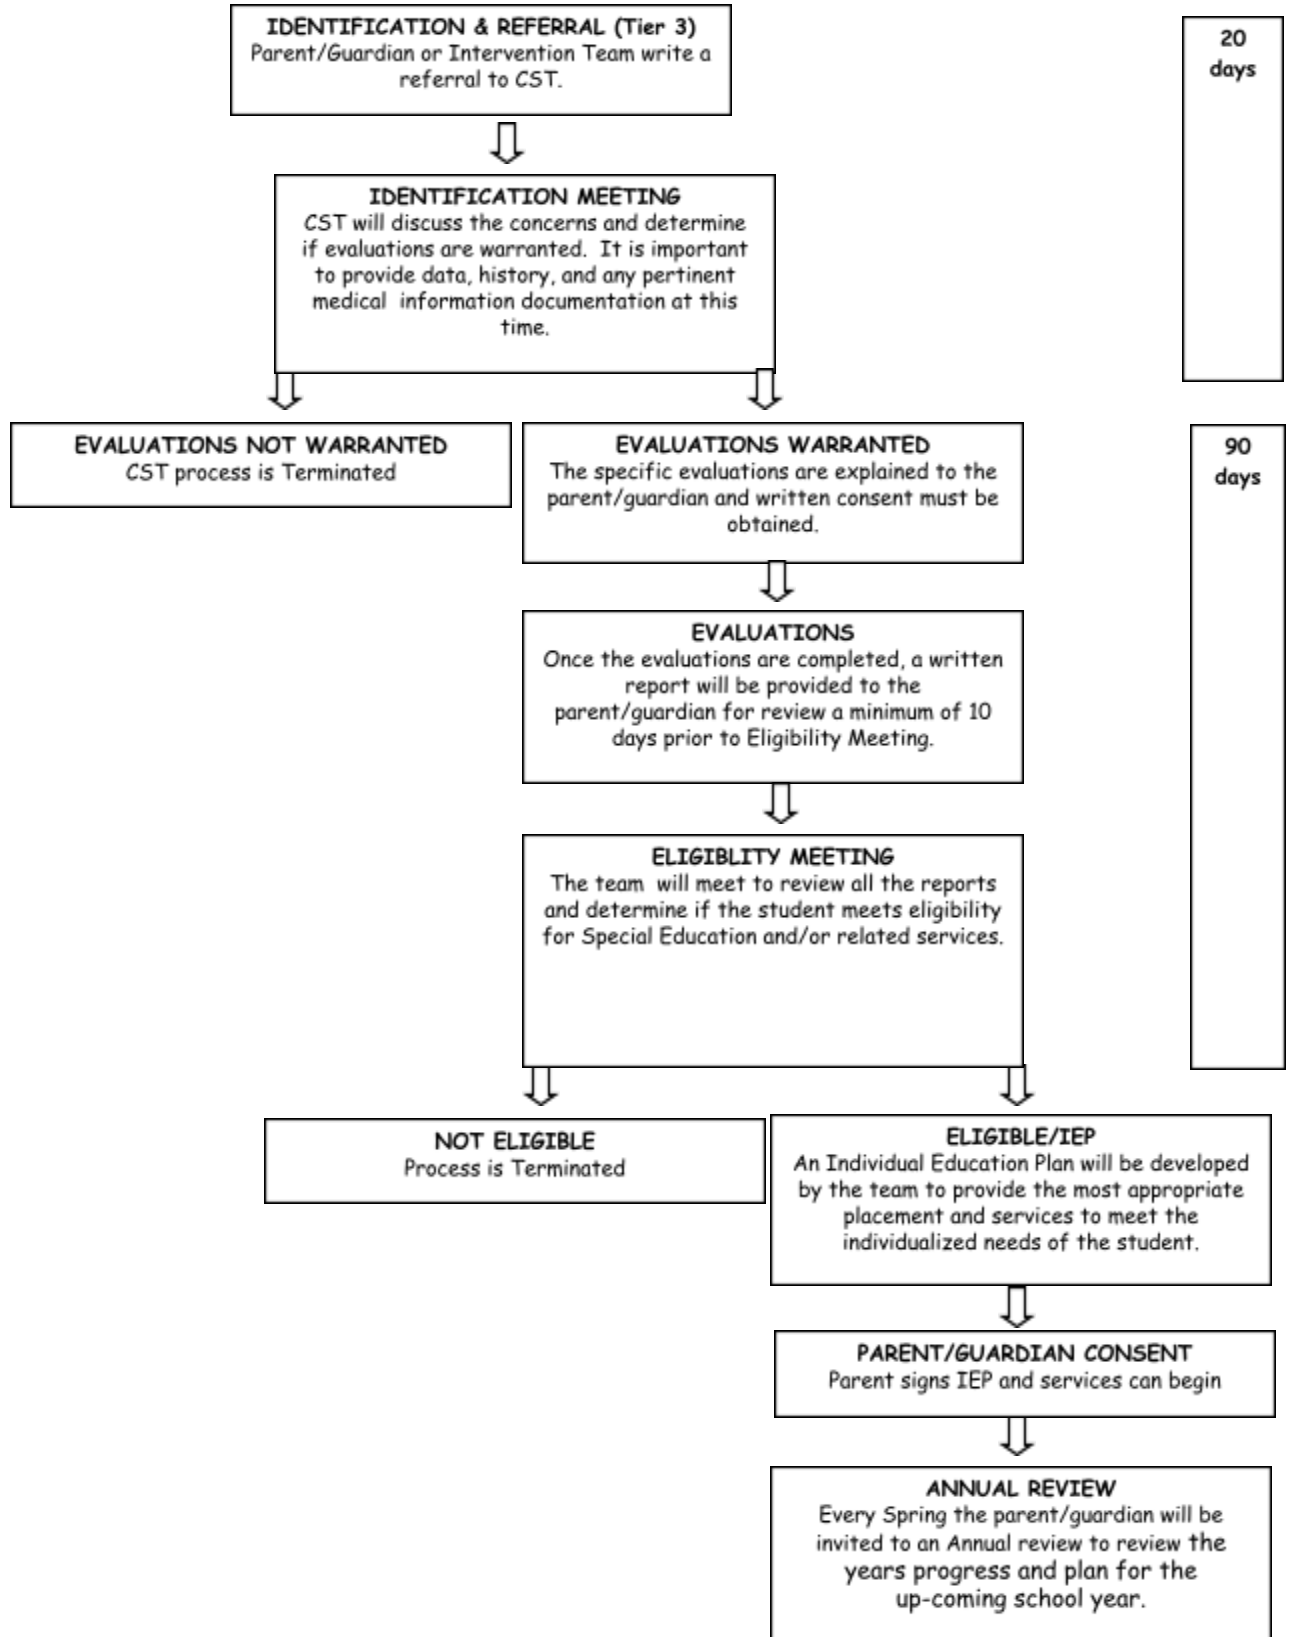 IDENTIFICATION & REFERRAL (Tier 3)
Parent/Guardian or Intervention Team write a
referral to CST.
20
days
IDENTIFICATION MEETING
CST will discuss the concerns and determine
if evaluations are warranted. It is important
to provide data, history, and any pertinent
medical information documentation at this
time.
EVALUATIONS NOT WARRANTED
CST process is Terminated
EVALUATIONS WARRANTED
The specific evaluations are explained to the
parent/guardian and written consent must be
obtained.
90
days
EVALUATIONS
Once the evaluations are completed, a written
report will be provided to the
parent/guardian for review a minimum of 10
days prior to Eligibility Meeting.
ELIGIBLITY MEETING
The team will meet to review all the reports
and determine if the student meets eligibility
for Special Education and/or related services.
NOT ELIGIBLE
Process is Terminated
ELIGIBLE/IEP
An Individual Education Plan will be developed
by the team to provide the most appropriate
placement and services to meet the
individualized needs of the student.
PARENT/GUARDIAN CONSENT
Parent signs IEP and services can begin
ANNUAL REVIEW
Every Spring the parent/guardian will be
invited to an Annual review to review the
years progress and plan for the
up-coming school year.